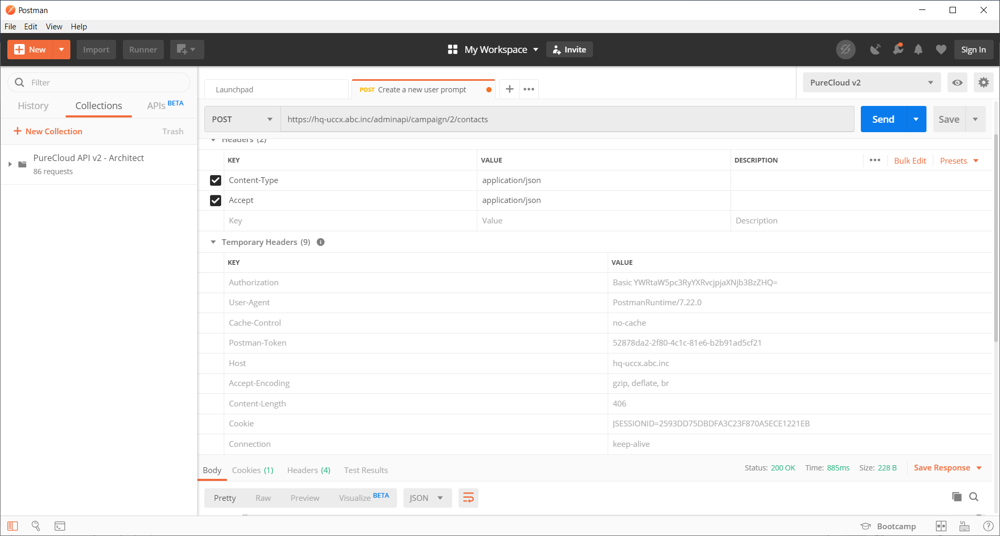 Postman
File Edit View Help
New Import Runner My Workspace Invite Sign In
Filter
History Collections APIs BETA
New Collection Trash
PureCloud API v2 - Architect
86 requests
Launchpad POST Create a new user prompt PureCloud v2
POST https://hq-uccx.abc.inc/adminapi/campaign/2/contacts Send Save
Headers (2)
KEY VALUE DESCRIPTION Bulk Edit Presets
Content-Type application/json
Accept application/json
Key Value Description
Temporary Headers (9)
KEY VALUE
Authorization Basic YWRtaW5pc3RyYXRvcjpjaXNjb3BzZHQ=
User-Agent PostmanRuntime/7.22.0
Cache-Control no-cache
Postman-Token 52878da2-2f80-4c1c-81e6-b2b91ad5cf21
Host hq-uccx.abc.inc
Accept-Encoding gzip, deflate, br
Content-Length 406
Cookie JSESSIONID=2593DD75DBDFA3C23F870A5ECE1221EB
Connection keep-alive
Body Cookies (1) Headers (4) Test Results Status: 200 OK Time: 885ms Size: 228 B Save Response
Pretty Raw Preview Visualize BETA JSON
Bootcamp